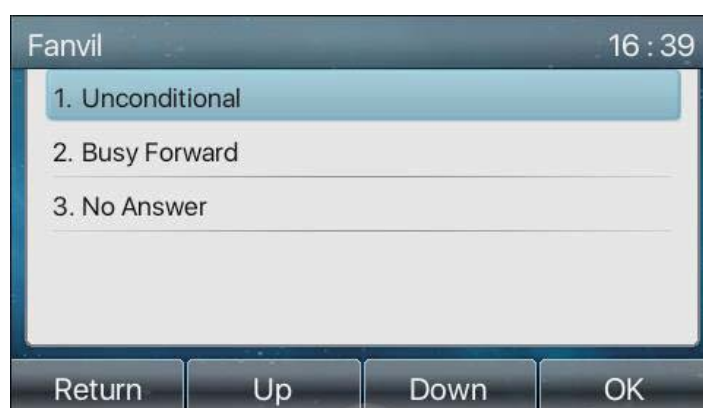 Fanvil 16 : 39
1. Unconditional
2. Busy Forward
3. No Answer
Return Up Down OK